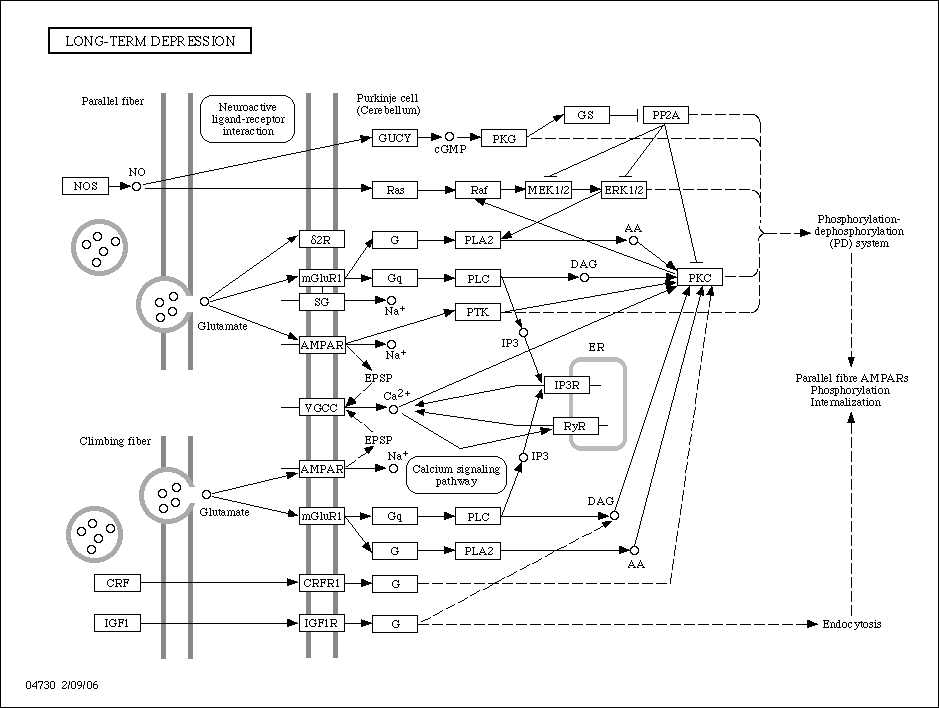 LONG-TERM DEPRESSION
Parallel fiber
Neuroactive
ligand-receptor
interaction
Purkinje cell
(Cerebellum)
GS
PP2A
GUCY
cGMP
PKG
NOS
NO
Ras
Raf
MEK1/2
ERK1/2
δ2R
G
PLA2
AA
Phosphorylation-
dephosphorylation
(PD) system
mGluR1
Gq
PLC
DAG
PKC
SG
Na+
PTK
Glutamate
AMPAR
Na+
IP3
ER
EPSP
IP3R
Parallel fibre AMPARs
Phosphorylation
Internalization
Ca2+
VGCC
RyR
Climbing fiber
EPSP
Na+
IP3
AMPAR
Calcium signaling
pathway
Glutamate
mGluR1
Gq
PLC
DAG
G
PLA2
AA
CRF
CRFR1
G
IGF1
IGF1R
G
Endocytosis
04730 2/09/06